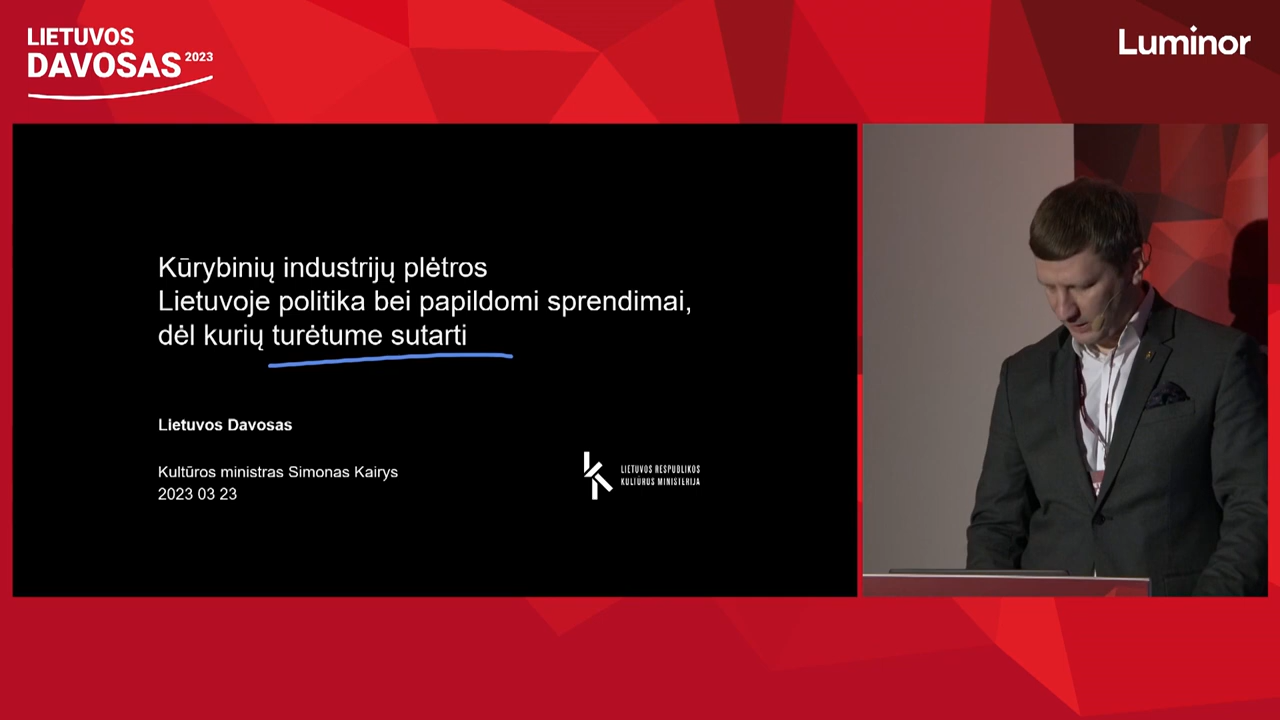 LIETUVOS
DAVOSAS 2023
Luminor
Kūrybinių industrijų plėtros
Lietuvoje politika bei papildomi sprendimai,
dėl kurių turėtume sutarti
Lietuvos Davosas
Kultūros ministras Simonas Kairys
2023 03 23
LIETUVOS RESPUBLIKOS
KULTŪROS MINISTERIJA